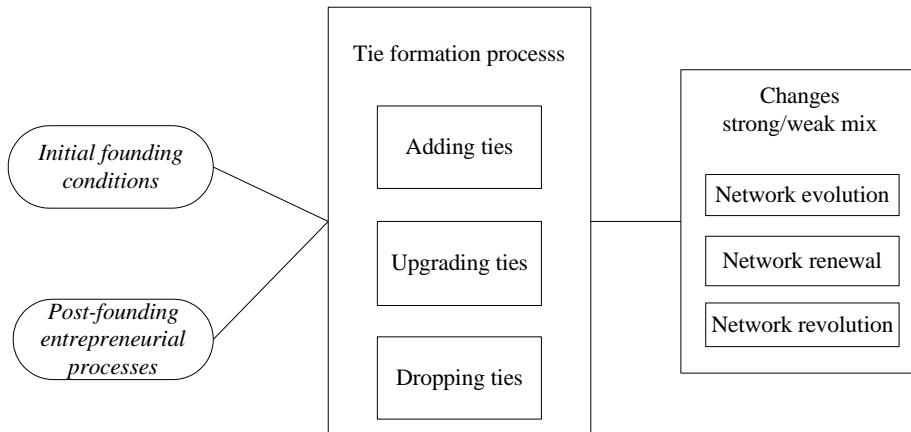 Initial founding
conditions
Post-founding
entrepreneurial
processes
Tie formation processs
Adding ties
Upgrading ties
Dropping ties
Changes
strong/weak mix
Network evolution
Network renewal
Network revolution